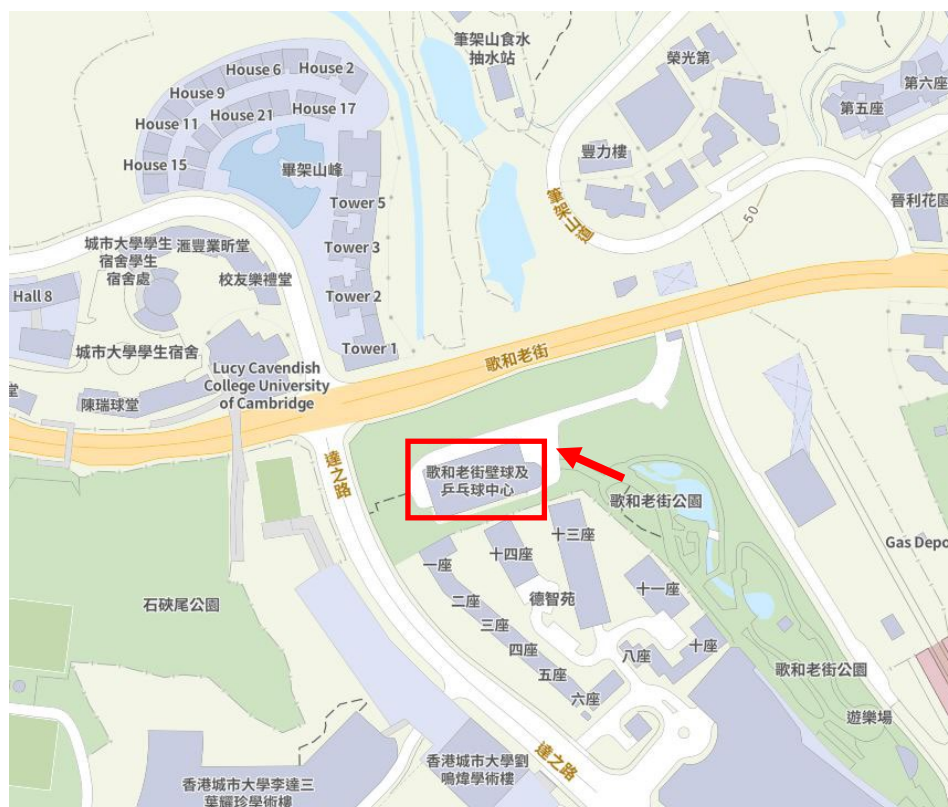 筆架山食水
抽水站
榮光第
第六座
第五座
House 6
House 2
House 9
House 21
House 17
House 11
House 15
畢架山峰
豐力樓
Tower 5
筆架山道
50
晉利花園
城市大學學生
宿舍學生
宿舍處
滙豐業昕堂
校友樂禮堂
Tower 3
Hall 8
Tower 2
城市大學學生宿舍
Tower 1
歌和老街
Lucy Cavendish
College University
of Cambridge
堂
陳瑞球堂
達之路
歌和老街壁球及
乒乓球中心
歌和老街公園
十三座
Gas Depo
十四座
一座
十一座
石硤尾公園
二座
德智苑
三座
四座
八座
十座
五座
歌和老街公園
六座
遊樂場
達之路
香港城市大學劉
鳴煒學術樓
香港城市大學李達三
葉耀珍學術樓